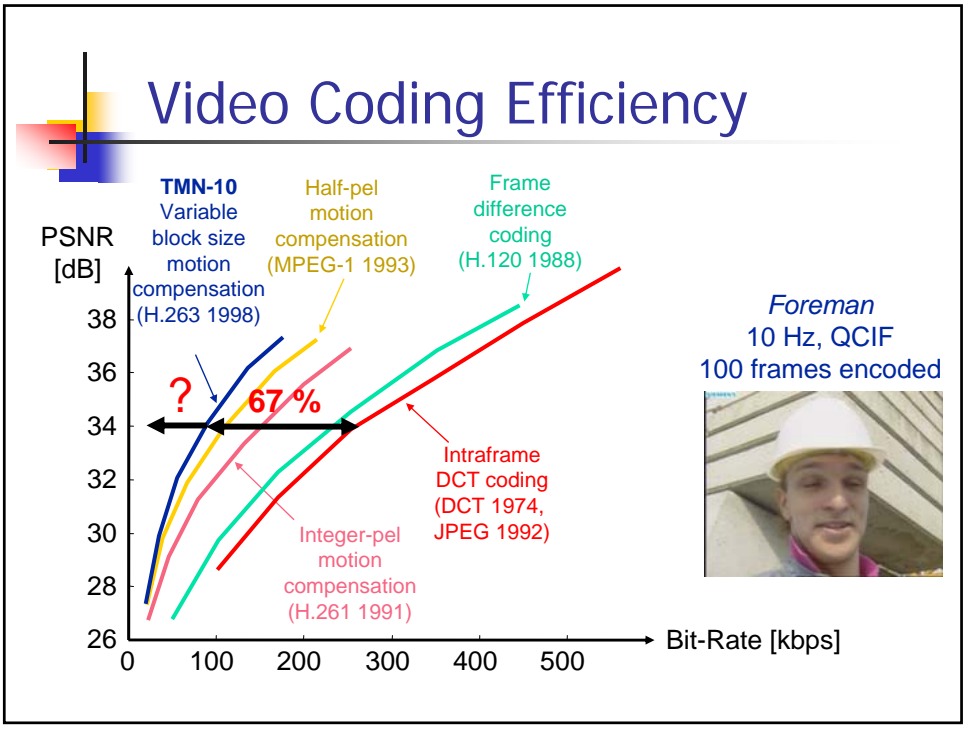 Video Coding Efficiency
TMN-10
Variable
block size
motion
compensation
(H.263 1998)
Half-pel
motion
compensation
(MPEG-1 1993)
Frame
difference
coding
(H.120 1988)
PSNR
[dB]
38
36
34
32
30
28
26
?
67 %
Intraframe
DCT coding
(DCT 1974,
JPEG 1992)
Integer-pel
motion
compensation
(H.261 1991)
0
100
200
300
400
500
Bit-Rate [kbps]
Foreman
10 Hz, QCIF
100 frames encoded
SIEMENS